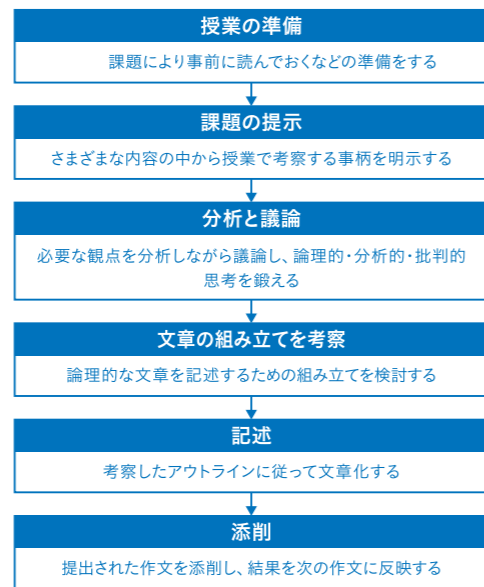 授業の準備
課題により事前に読んでおくなどの準備をする
課題の提示
さまざまな内容の中から授業で考察する事柄を明示する
分析と議論
必要な観点を分析しながら議論し、論理的・分析的・批判的
思考を鍛える
文章の組み立てを考察
論理的な文章を記述するための組み立てを検討する
記述
考察したアウトラインに従って文章化する
添削
提出された作文を添削し、結果を次の作文に反映する